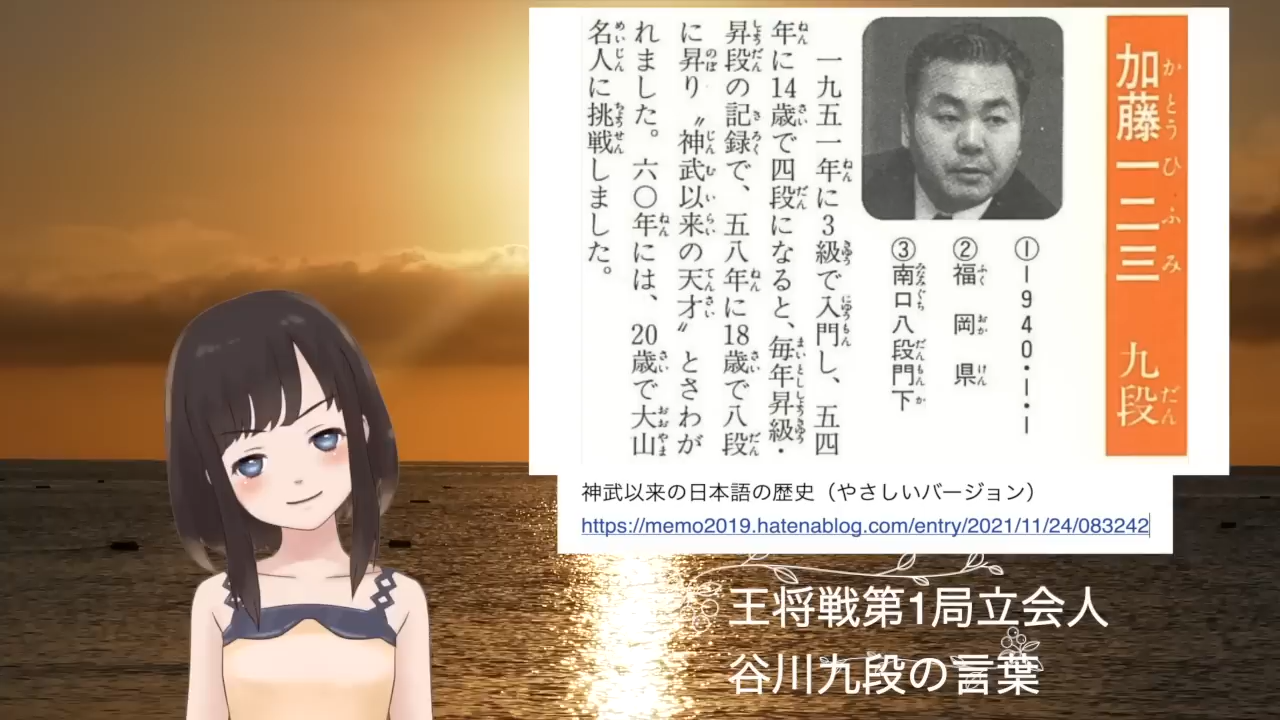 加藤一二三 九段
①1940・1・1
②福岡県
③南口八段門下
一九五一年に3級で入門し、五四
年に14歳で四段になると、毎年昇級・
昇段の記録で、五八年に18歳で八段
に昇り〝神武以来の天才〟とさわが
れました。六〇年には、20歳で大山
名人に挑戦しました。
神武以来の日本語の歴史（やさしいバージョン）
https://memo2019.hatenablog.com/entry/2021/11/24/083242
王将戦第1局立会人
谷川九段の言葉